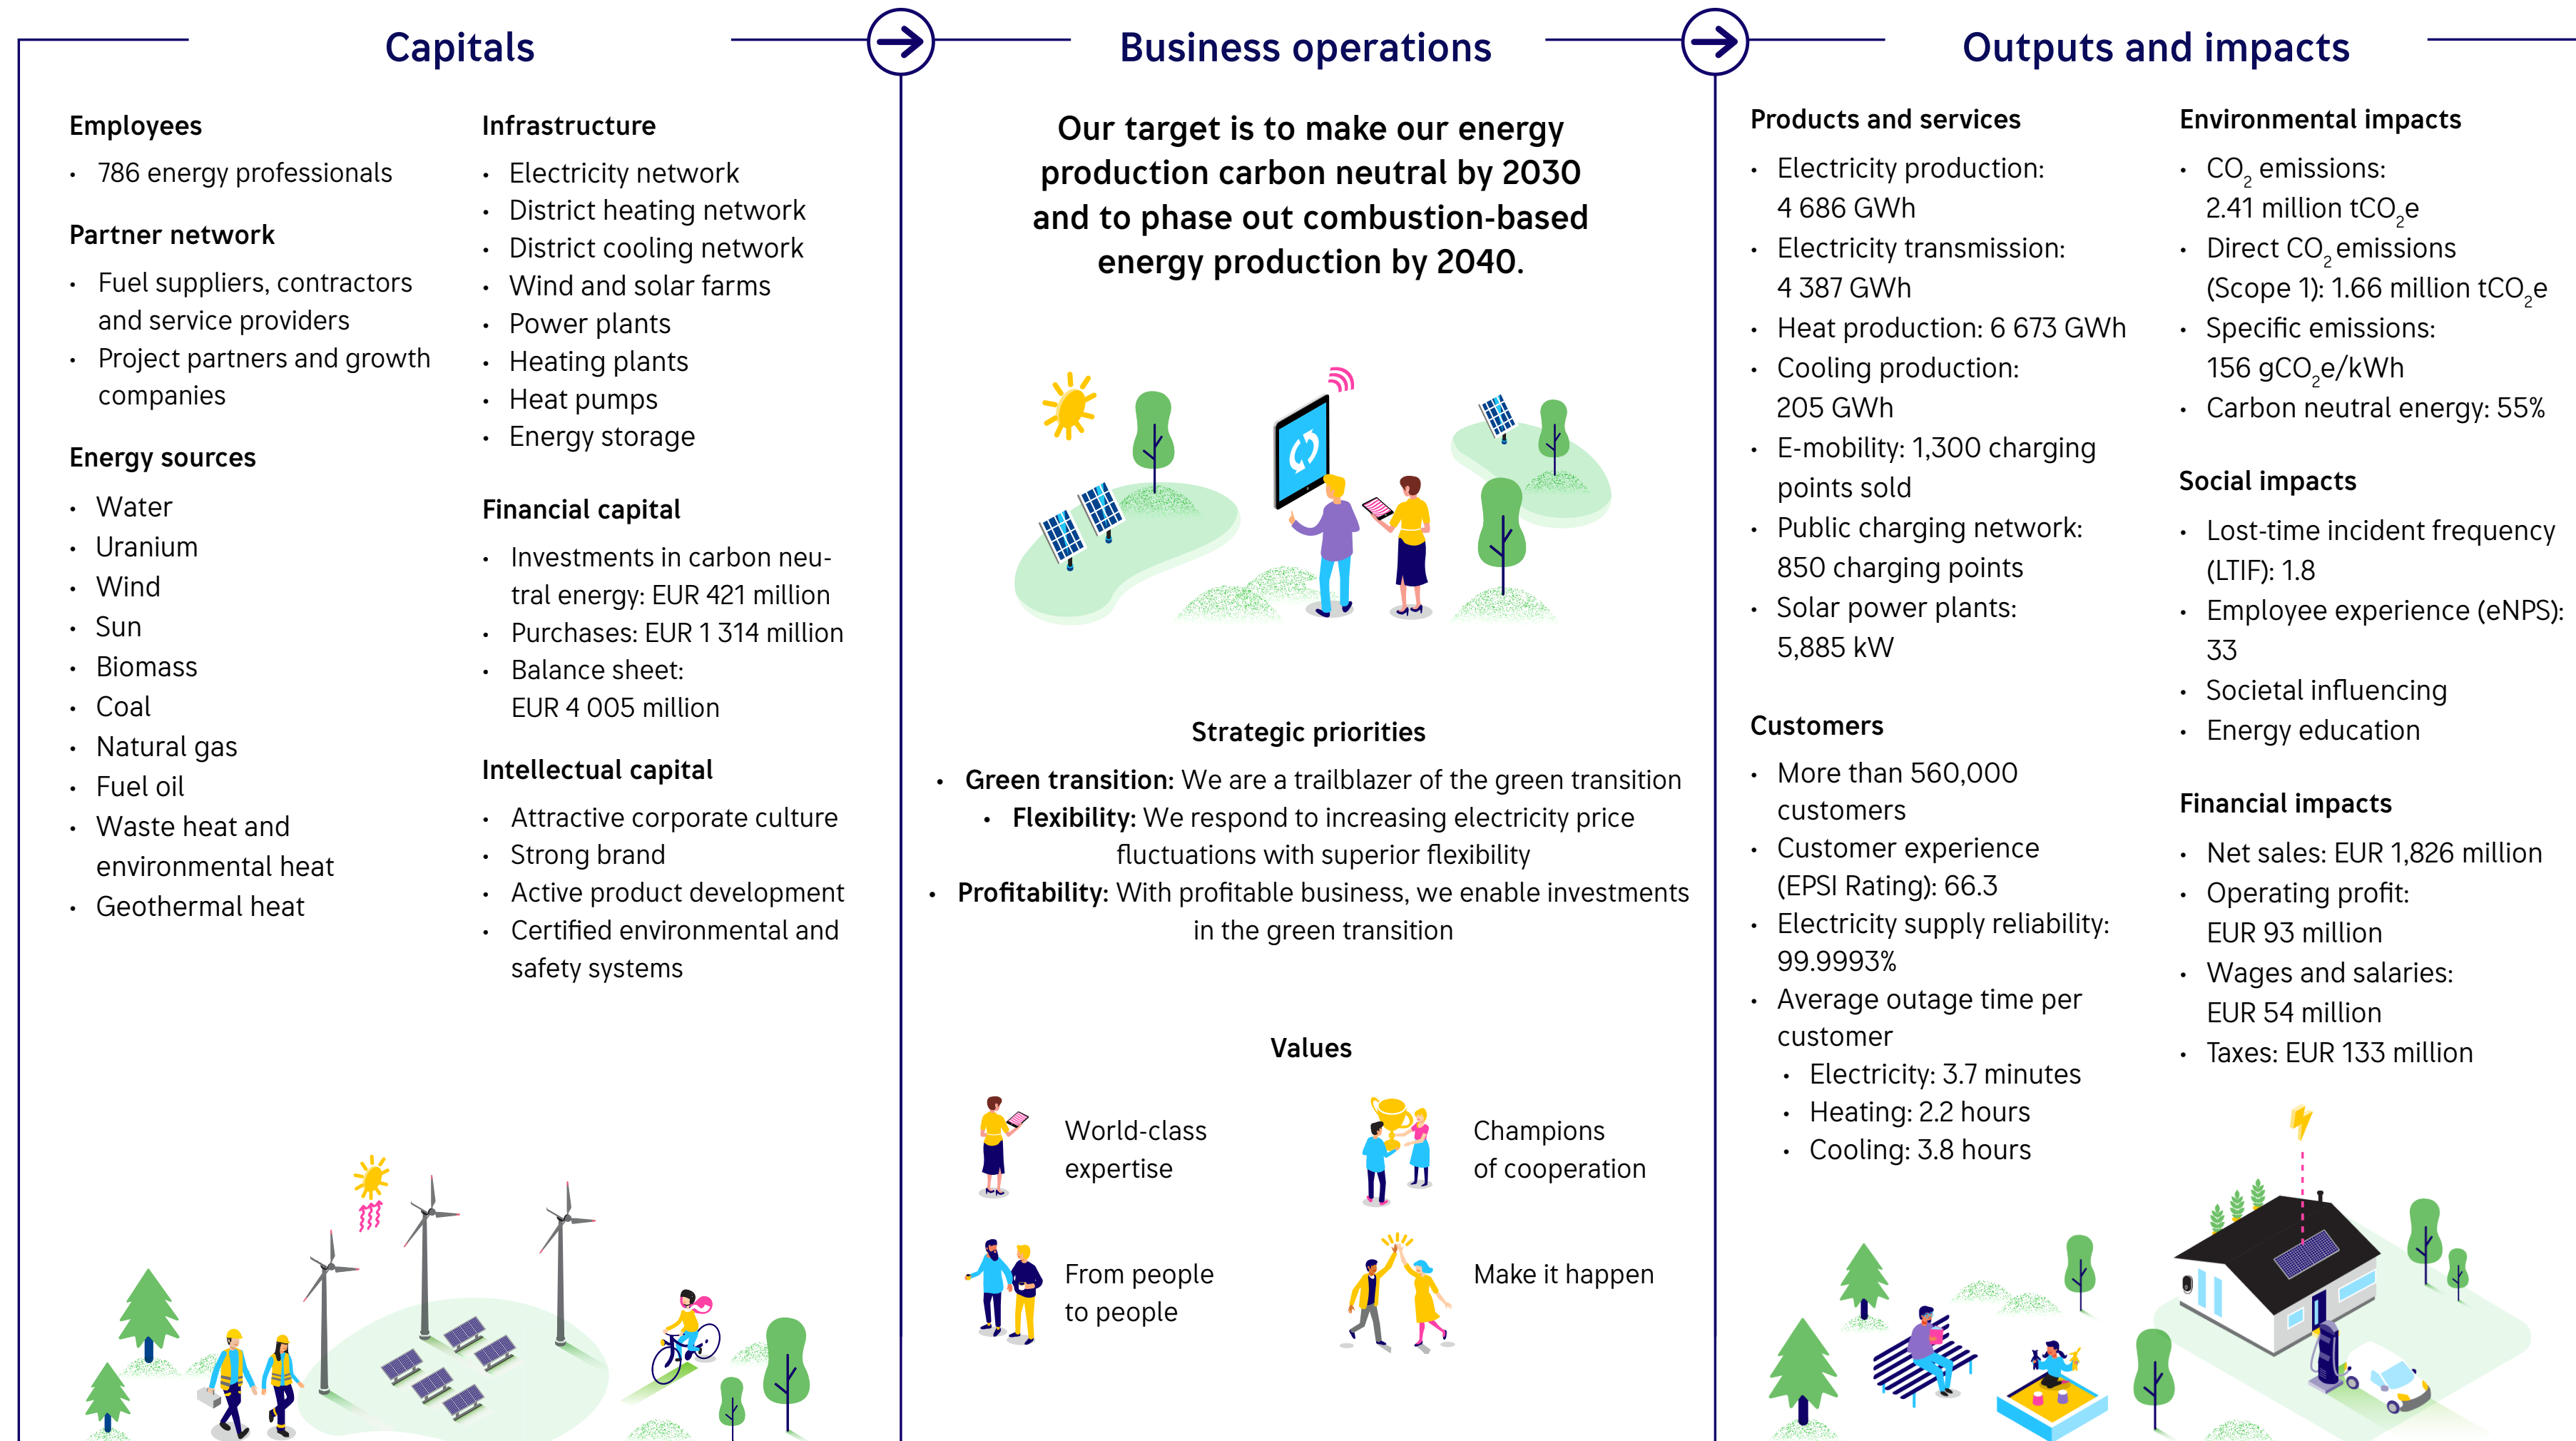 Capitals
Employees
• 786 energy professionals
Partner network
• Fuel suppliers, contractors
and service providers
• Project partners and growth
companies
Energy sources
• Water
• Uranium
• Wind
• Sun
• Biomass
• Coal
• Natural gas
• Fuel oil
• Waste heat and
environmental heat
• Geothermal heat
Infrastructure
• Electricity network
• District heating network
• District cooling network
• Wind and solar farms
• Power plants
• Heating plants
• Heat pumps
• Energy storage
Financial capital
• Investments in carbon neu-
tral energy: EUR 421 million
• Purchases: EUR 1 314 million
• Balance sheet:
EUR 4 005 million
Intellectual capital
• Attractive corporate culture
• Strong brand
• Active product development
• Certified environmental and
safety systems
Business operations
Our target is to make our energy
production carbon neutral by 2030
and to phase out combustion-based
energy production by 2040.
Strategic priorities
• Green transition: We are a trailblazer of the green transition
• Flexibility: We respond to increasing electricity price
fluctuations with superior flexibility
• Profitability: With profitable business, we enable investments
in the green transition
Values
World-class
expertise
Champions
of cooperation
From people
to people
Make it happen
Outputs and impacts
Products and services
• Electricity production:
4 686 GWh
• Electricity transmission:
4 387 GWh
• Heat production: 6 673 GWh
• Cooling production:
205 GWh
• E-mobility: 1,300 charging
points sold
• Public charging network:
850 charging points
• Solar power plants:
5,885 kW
Customers
• More than 560,000
customers
• Customer experience
(EPSI Rating): 66.3
• Electricity supply reliability:
99.9993%
• Average outage time per
customer
• Electricity: 3.7 minutes
• Heating: 2.2 hours
• Cooling: 3.8 hours
Environmental impacts
• CO₂ emissions:
2.41 million tCO₂e
• Direct CO₂ emissions
(Scope 1): 1.66 million tCO₂e
• Specific emissions:
156 gCO₂e/kWh
• Carbon neutral energy: 55%
Social impacts
• Lost-time incident frequency
(LTIF): 1.8
• Employee experience (eNPS):
33
• Societal influencing
• Energy education
Financial impacts
• Net sales: EUR 1,826 million
• Operating profit:
EUR 93 million
• Wages and salaries:
EUR 54 million
• Taxes: EUR 133 million